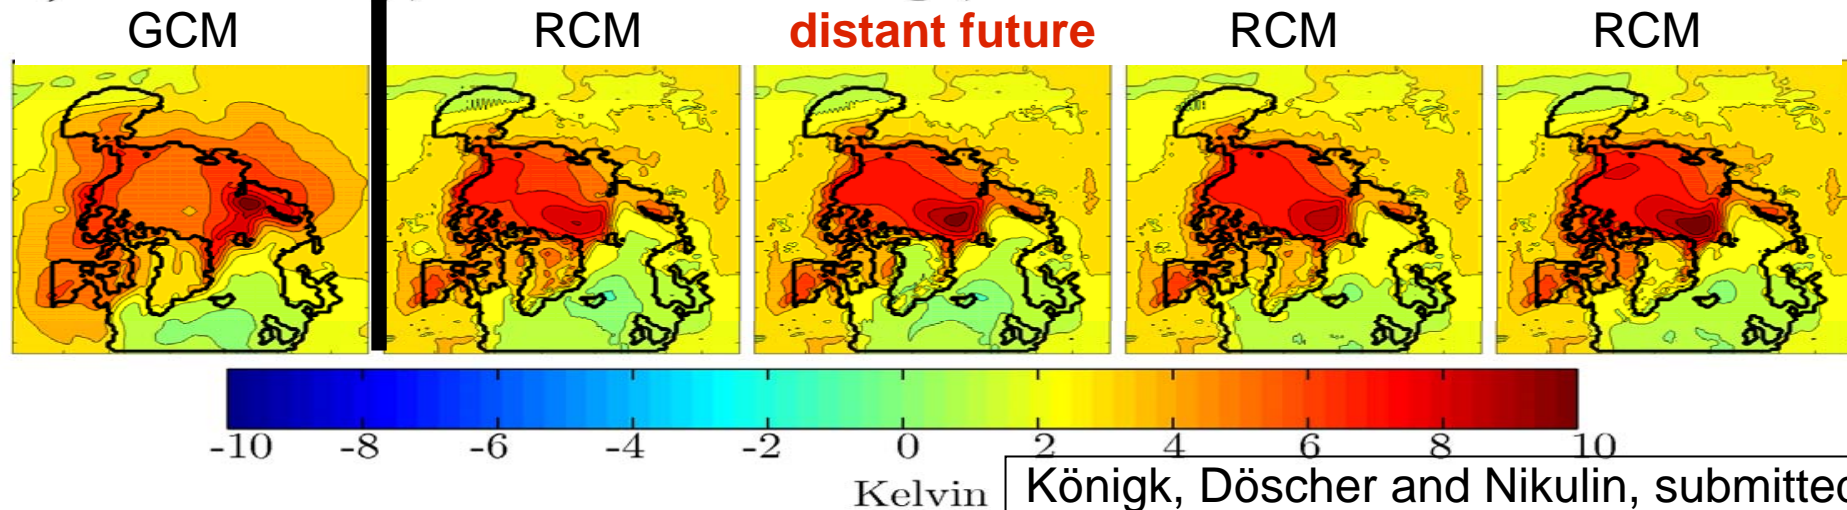 GCM RCM distant future RCM RCM
-10 -8 -6 -4 -2 0 2 4 6 8 10
Kelvin
Königk, Döscher and Nikulin, submitted